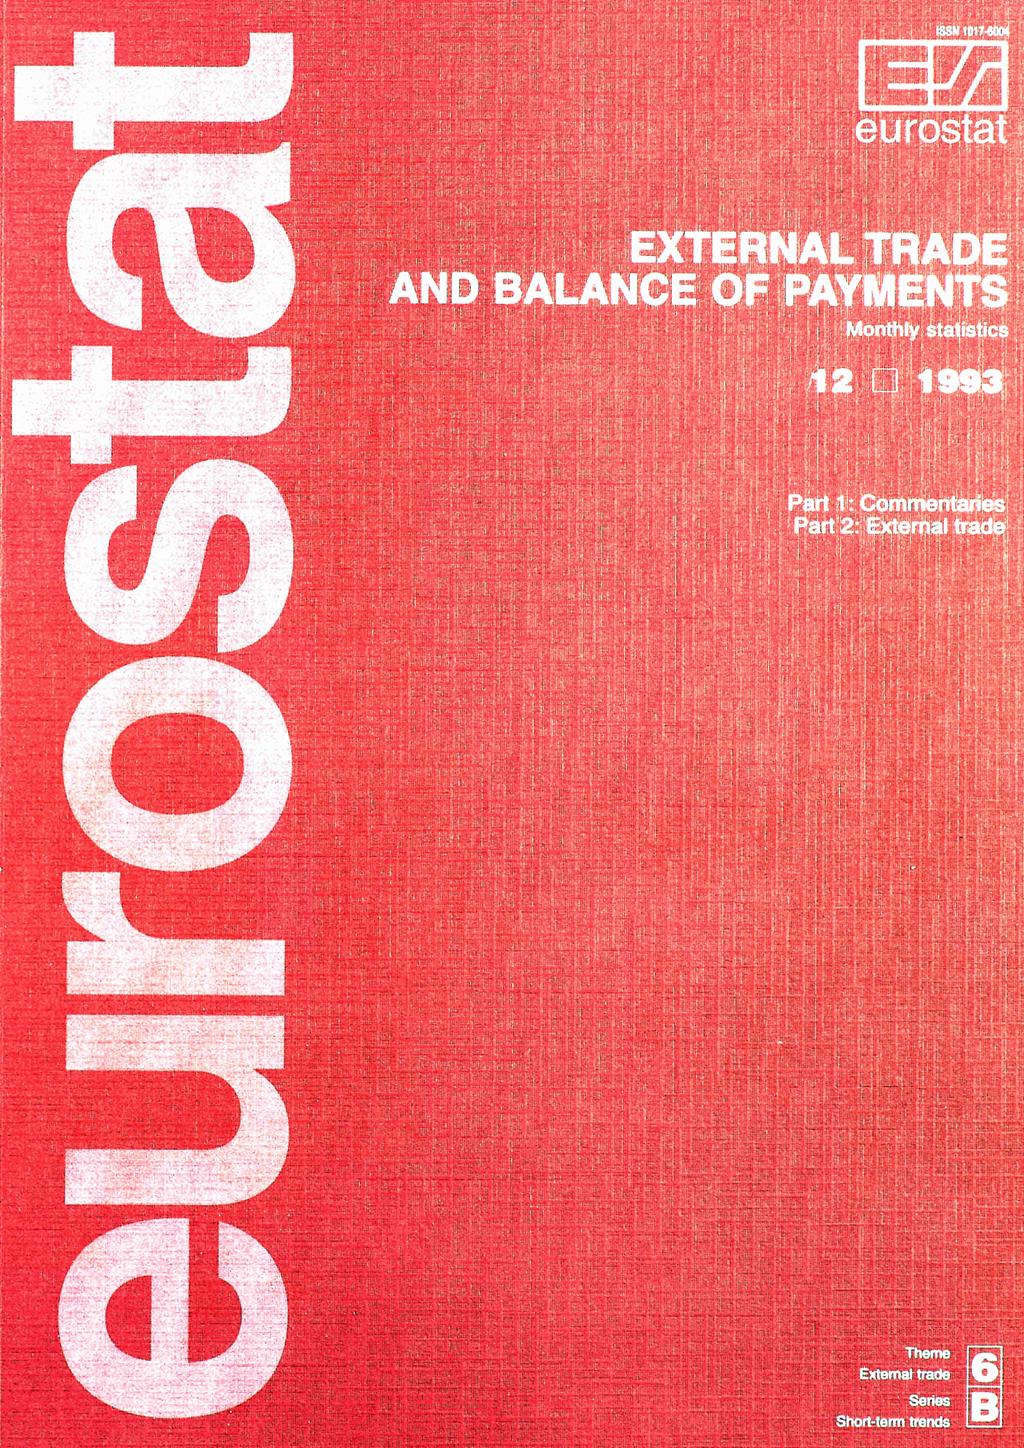 eurostat
ISSN 1017-6004
eurostat
EXTERNAL TRADE
AND BALANCE OF PAYMENTS
Monthly statistics
12 □ 1993
Part 1: Commentaries
Part 2: External trade
Theme
External trade
6
Series
Short-term trends
B